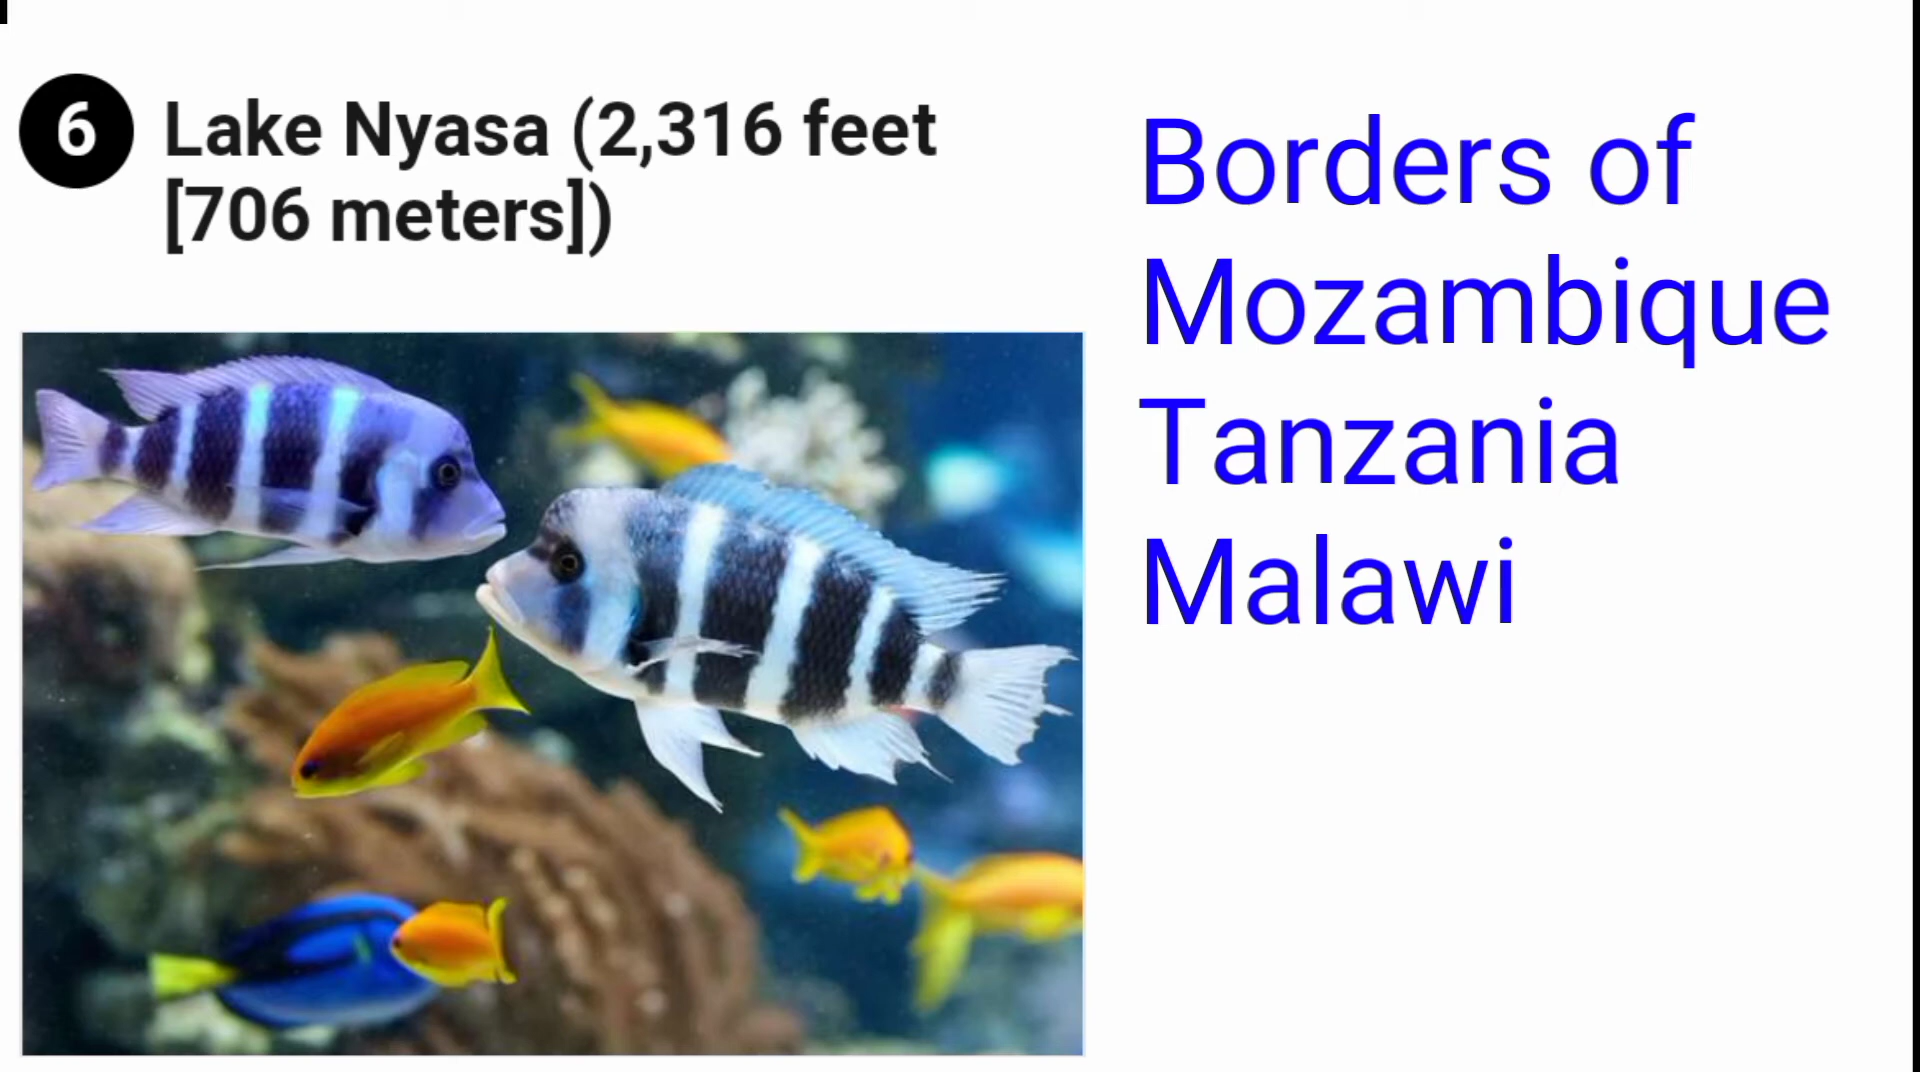 6 Lake Nyasa (2,316 feet
[706 meters])
Borders of
Mozambique
Tanzania
Malawi